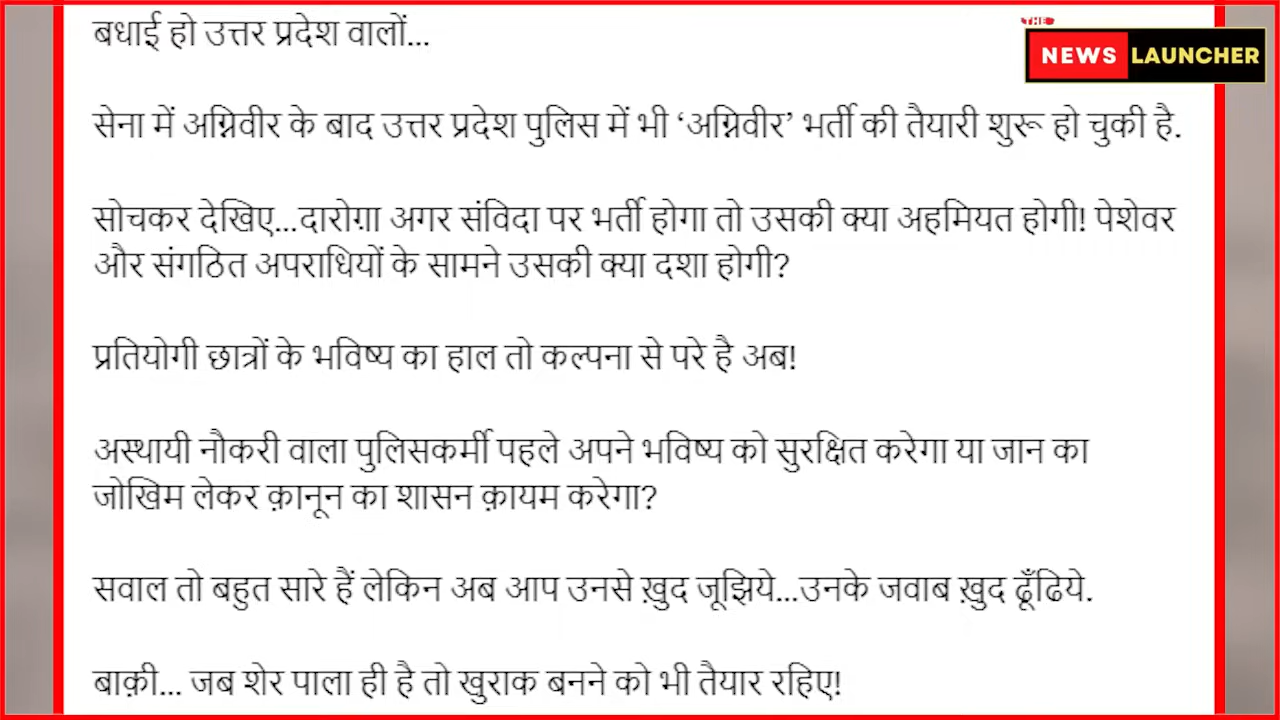 THE
NEWS LAUNCHER
बधाई हो उत्तर प्रदेश वालों...
सेना में अग्निवीर के बाद उत्तर प्रदेश पुलिस में भी ‘अग्निवीर’ भर्ती की तैयारी शुरू हो चुकी है.
सोचकर देखिए...दारोग़ा अगर संविदा पर भर्ती होगा तो उसकी क्या अहमियत होगी! पेशेवर
और संगठित अपराधियों के सामने उसकी क्या दशा होगी?
प्रतियोगी छात्रों के भविष्य का हाल तो कल्पना से परे है अब!
अस्थायी नौकरी वाला पुलिसकर्मी पहले अपने भविष्य को सुरक्षित करेगा या जान का
जोखिम लेकर क़ानून का शासन क़ायम करेगा?
सवाल तो बहुत सारे हैं लेकिन अब आप उनसे ख़ुद जूझिये...उनके जवाब ख़ुद ढूँढिये.
बाक़ी... जब शेर पाला ही है तो खुराक बनने को भी तैयार रहिए!